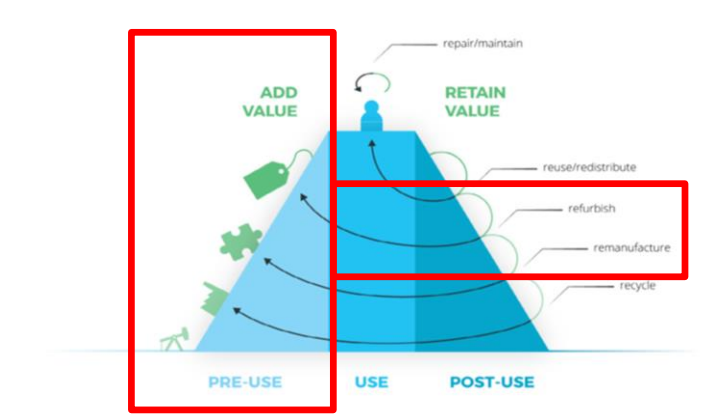 repair/maintain
ADD
VALUE
RETAIN
VALUE
reuse/redistribute
refurbish
remanufacture
recycle
PRE-USE
USE
POST-USE